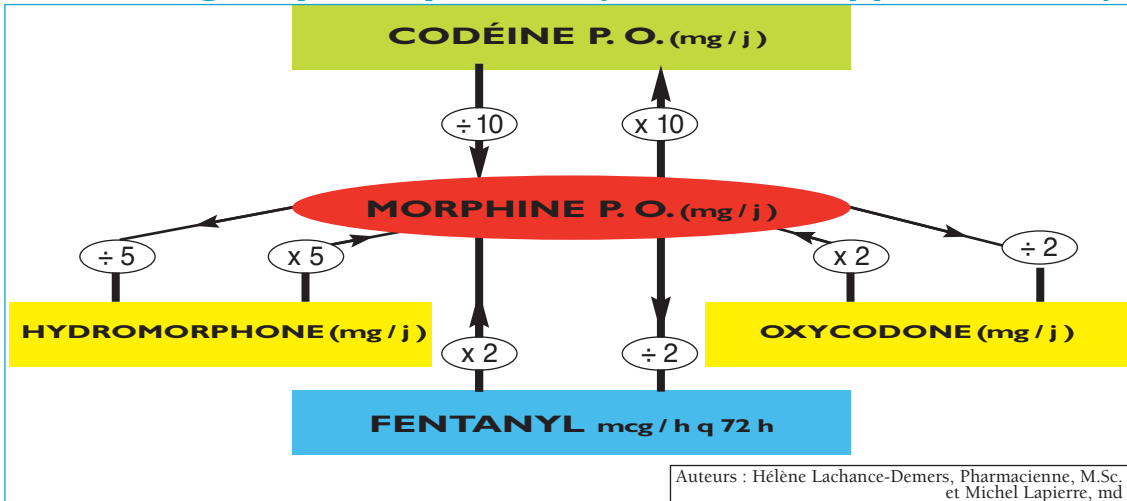 CODÉINE P. O. (mg / j)
÷ 10
x 10
MORPHINE P. O. (mg / j)
÷ 5
x 5
x 2
÷ 2
HYDROMORPHONE (mg / j)
OXYCODONE (mg / j)
x 2
÷ 2
FENTANYL mcg / h q 72 h
Auteurs : Hélène Lachance-Demers, Pharmacienne, M.Sc.
et Michel Lapierre, md